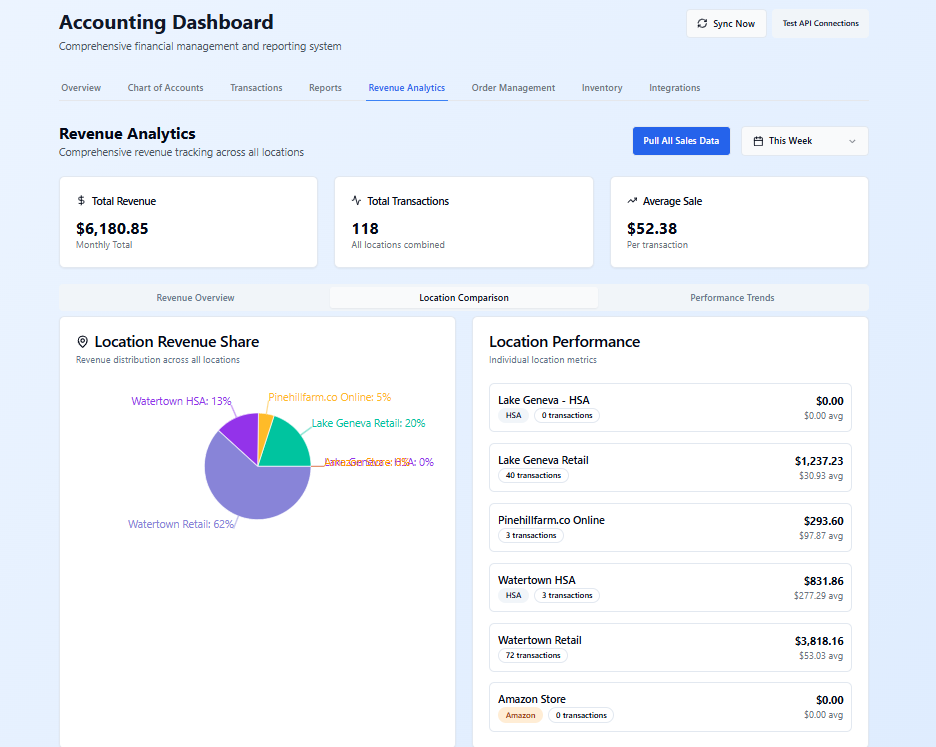 Accounting Dashboard
Comprehensive financial management and reporting system
Sync Now
Test API Connections
Overview
Chart of Accounts
Transactions
Reports
Revenue Analytics
Order Management
Inventory
Integrations
Revenue Analytics
Comprehensive revenue tracking across all locations
Pull All Sales Data
This Week
Total Revenue
$6,180.85
Monthly Total
Total Transactions
118
All locations combined
Average Sale
$52.38
Per transaction
Revenue Overview
Location Comparison
Performance Trends
Location Revenue Share
Revenue distribution across all locations
Watertown HSA: 13%
Pinehillfarm.co Online: 5%
Lake Geneva Retail: 20%
Lake Geneva - HSA: 0%
Watertown Retail: 62%
Location Performance
Individual location metrics
Lake Geneva - HSA
$0.00
HSA
0 transactions
$0.00 avg
Lake Geneva Retail
$1,237.23
40 transactions
$30.93 avg
Pinehillfarm.co Online
$293.60
3 transactions
$97.87 avg
Watertown HSA
$831.86
HSA
3 transactions
$277.29 avg
Watertown Retail
$3,818.16
72 transactions
$53.03 avg
Amazon Store
$0.00
Amazon
0 transactions
$0.00 avg